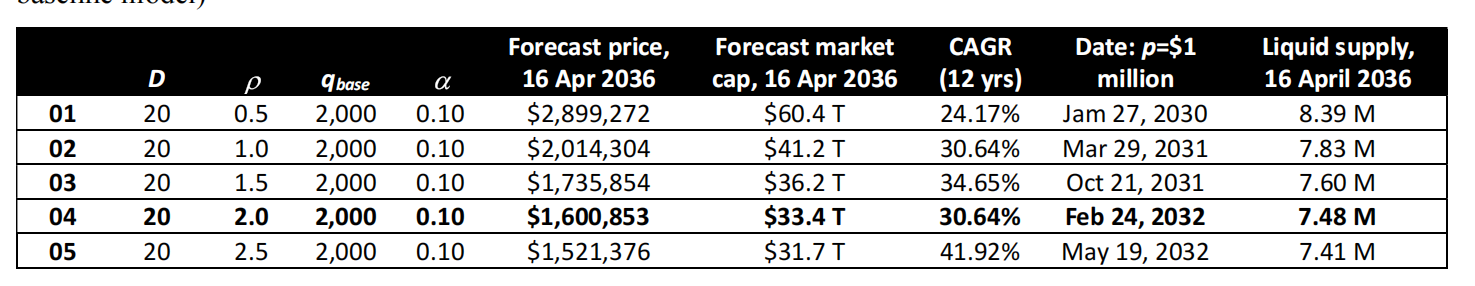 baseline model)
Forecast price, Forecast market CAGR Date: p=$1 Liquid supply,
D ρ qbase α 16 Apr 2036 cap, 16 Apr 2036 (12 yrs) million 16 April 2036
01 20 0.5 2,000 0.10 $2,899,272 $60.4 T 24.17% Jam 27, 2030 8.39 M
02 20 1.0 2,000 0.10 $2,014,304 $41.2 T 30.64% Mar 29, 2031 7.83 M
03 20 1.5 2,000 0.10 $1,735,854 $36.2 T 34.65% Oct 21, 2031 7.60 M
04 20 2.0 2,000 0.10 $1,600,853 $33.4 T 30.64% Feb 24, 2032 7.48 M
05 20 2.5 2,000 0.10 $1,521,376 $31.7 T 41.92% May 19, 2032 7.41 M